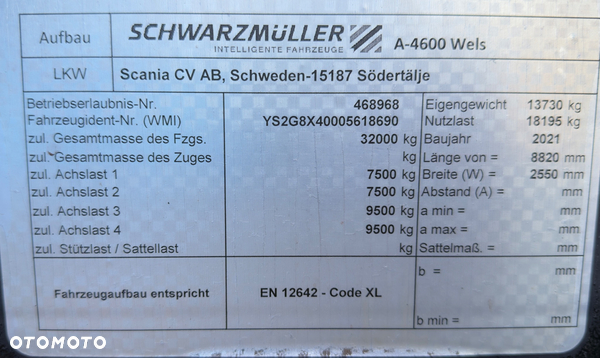 Aufbau SCHWARZMÜLLER A-4600 Wels
INTELLIGENTE FAHRZEUGE
LKW Scania CV AB, Schweden-15187 Södertälje
Betriebserlaubnis-Nr. 468968 Eigengewicht 13730 kg
Fahrzeugident-Nr. (WMI) YS2G8X40005618690 Nutzlast 18195 kg
zul. Gesamtmasse des Fzgs. 32000 kg Baujahr 2021
zul. Gesamtmasse des Zuges kg Länge von = 8820 mm
zul. Achslast 1 7500 kg Breite (W) = 2550 mm
zul. Achslast 2 7500 kg Abstand (A) = mm
zul. Achslast 3 9500 kg a min = mm
zul. Achslast 4 9500 kg a max = mm
zul. Stützlast / Sattellast kg Sattelmaß. = mm
b = mm
Fahrzeugaufbau entspricht EN 12642 - Code XL
b min = mm
OTOMOTO